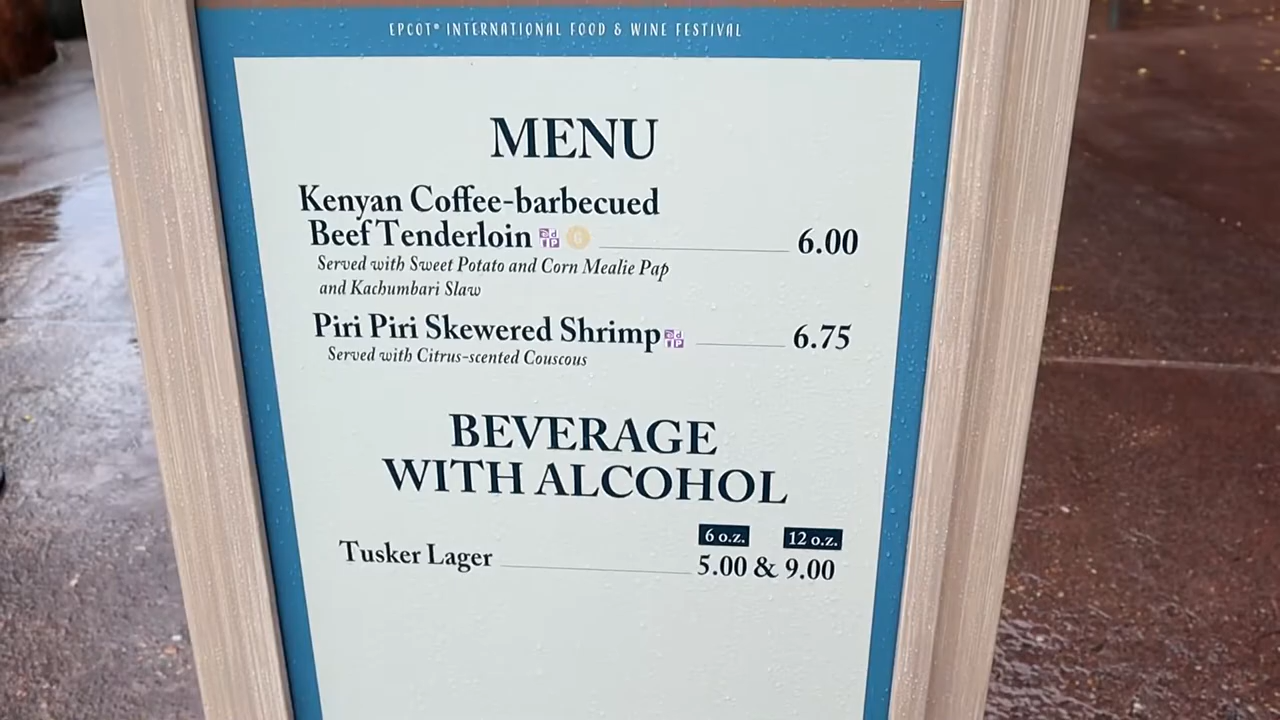 EPCOT® INTERNATIONAL FOOD & WINE FESTIVAL
MENU
Kenyan Coffee-barbecued
Beef Tenderloin 6.00
Served with Sweet Potato and Corn Mealie Pap
and Kachumbari Slaw
Piri Piri Skewered Shrimp 6.75
Served with Citrus-scented Couscous
BEVERAGE
WITH ALCOHOL
6 o.z. 12 o.z.
Tusker Lager 5.00 & 9.00